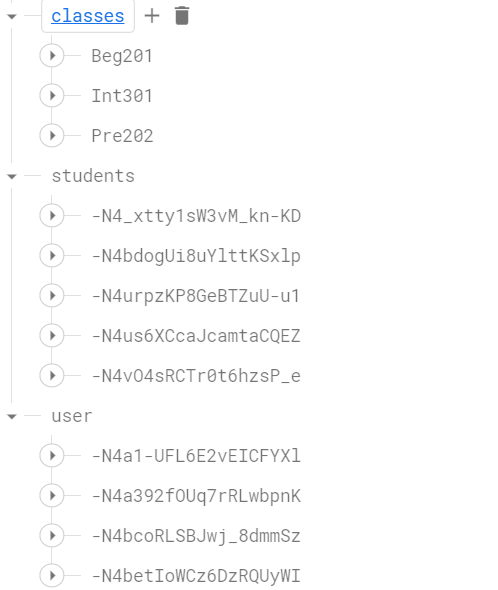 classes
Beg201
Int301
Pre202
students
-N4_xtty1sW3vM_kn-KD
-N4bdogUi8uYlttKSxlp
-N4urpzKP8GeBTZuU-u1
-N4us6XCcaJcamtaCQEZ
-N4vO4sRCTr0t6hzsP_e
user
-N4a1-UFL6E2vEICFYXl
-N4a392fOUq7rRLwbpnK
-N4bcoRLSBJwj_8dmmSz
-N4betIoWCz6DzRQUyWI